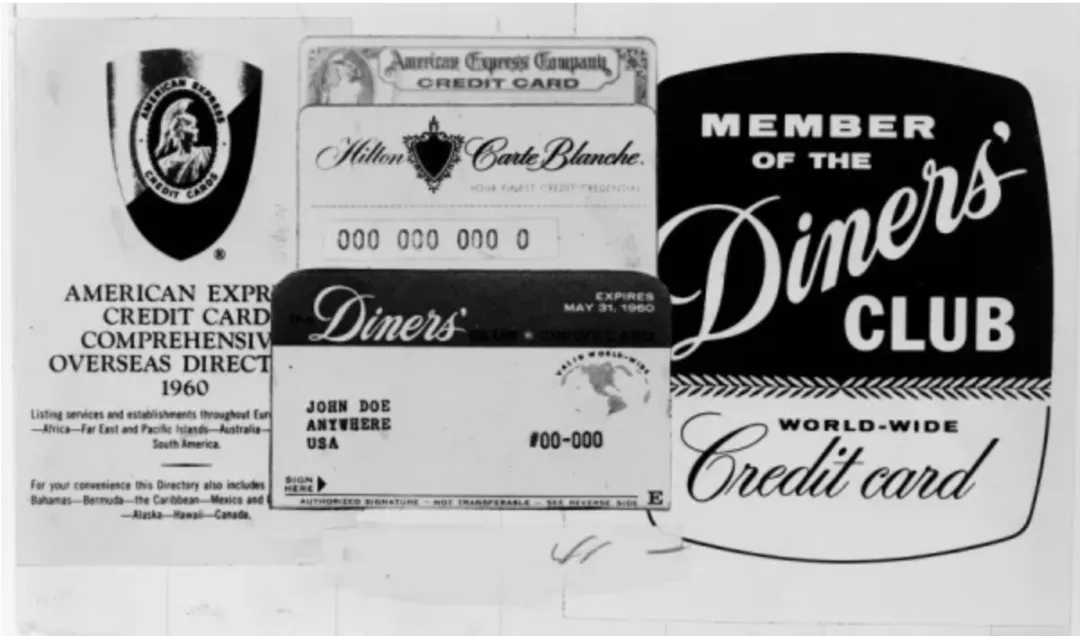 AMERICAN EXPRESS
CREDIT CARDS
®
AMERICAN EXPR
CREDIT CARD
COMPREHENSIV
OVERSEAS DIRECT
1960
Listing services and establishments throughout Eur
—Africa—Far East and Pacific Islands—Australia—
South America.
For your convenience this Directory also includes
Bahamas—Bermuda—the Caribbean—Mexico and
—Alaska—Hawaii—Canada.
American Express Company
CREDIT CARD
Hilton Carte Blanche.
YOUR FINEST CREDIT CREDENTIAL
000 000 000 0
Diners' CLUB CREDIT CARD
EXPIRES
MAY 31, 1960
VALID WORLD-WIDE
JOHN DOE
ANYWHERE
USA
#00-000
SIGN
HERE
AUTHORIZED SIGNATURE - NOT TRANSFERABLE - SEE REVERSE SIDE
E
MEMBER
OF THE
Diners'
CLUB
WORLD-WIDE
Credit card